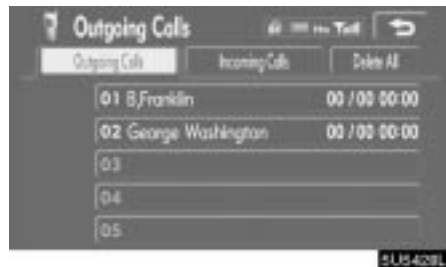 Outgoing Calls
Outgoing Calls Incoming Calls Delete All
01 B,Franklin 00 / 00 00:00
02 George Washington 00 / 00 00:00
03
04
05